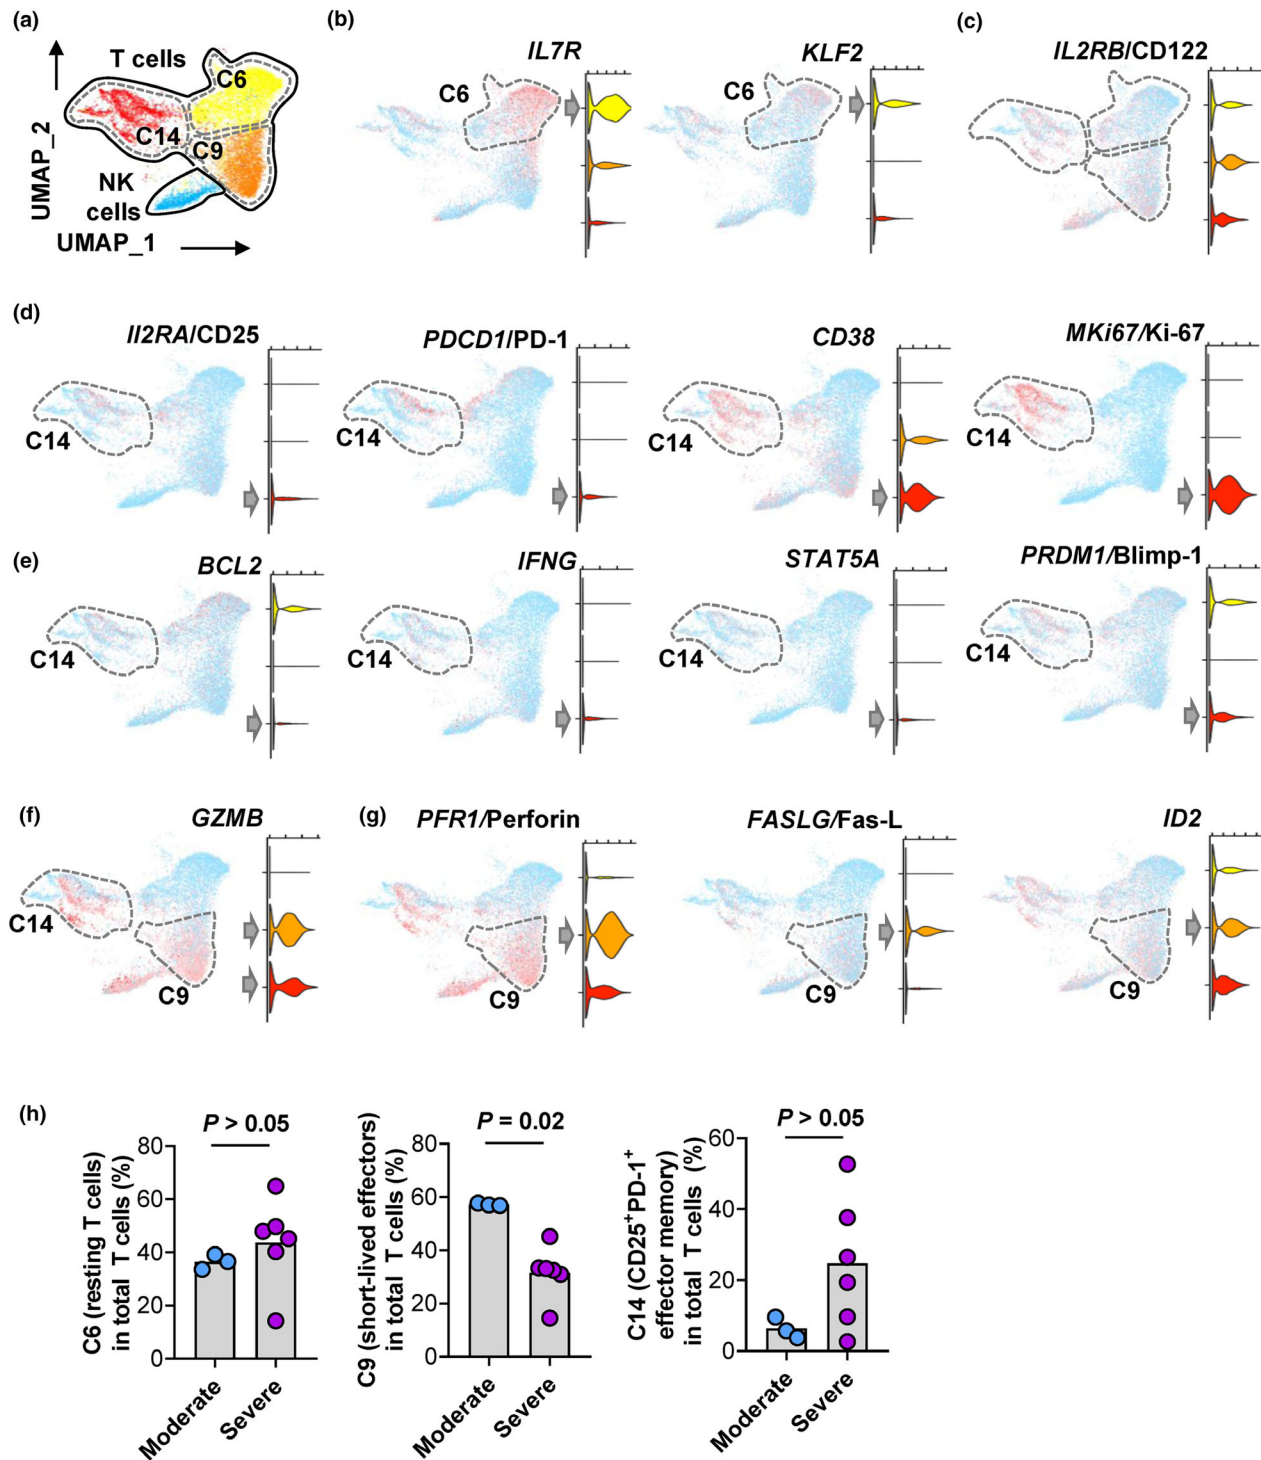 (a)
T cells
C6
C14
C9
NK
cells
UMAP_2
UMAP_1
(b)
IL7R
C6
KLF2
C6
(c)
IL2RB/CD122
(d)
Il2RA/CD25
C14
PDCD1/PD-1
C14
CD38
C14
MKi67/Ki-67
C14
(e)
BCL2
C14
IFNG
C14
STAT5A
C14
PRDM1/Blimp-1
C14
(f)
GZMB
C14
C9
(g)
PFR1/Perforin
C9
FASLG/Fas-L
C9
ID2
C9
(h)
P > 0.05
C6 (resting T cells)
in total T cells (%)
80
60
40
20
0
Moderate
Severe
P = 0.02
C9 (short-lived effectors)
in total T cells (%)
80
60
40
20
0
Moderate
Severe
P > 0.05
C14 (CD25+PD-1+
effector memory)
in total T cells (%)
60
40
20
0
Moderate
Severe